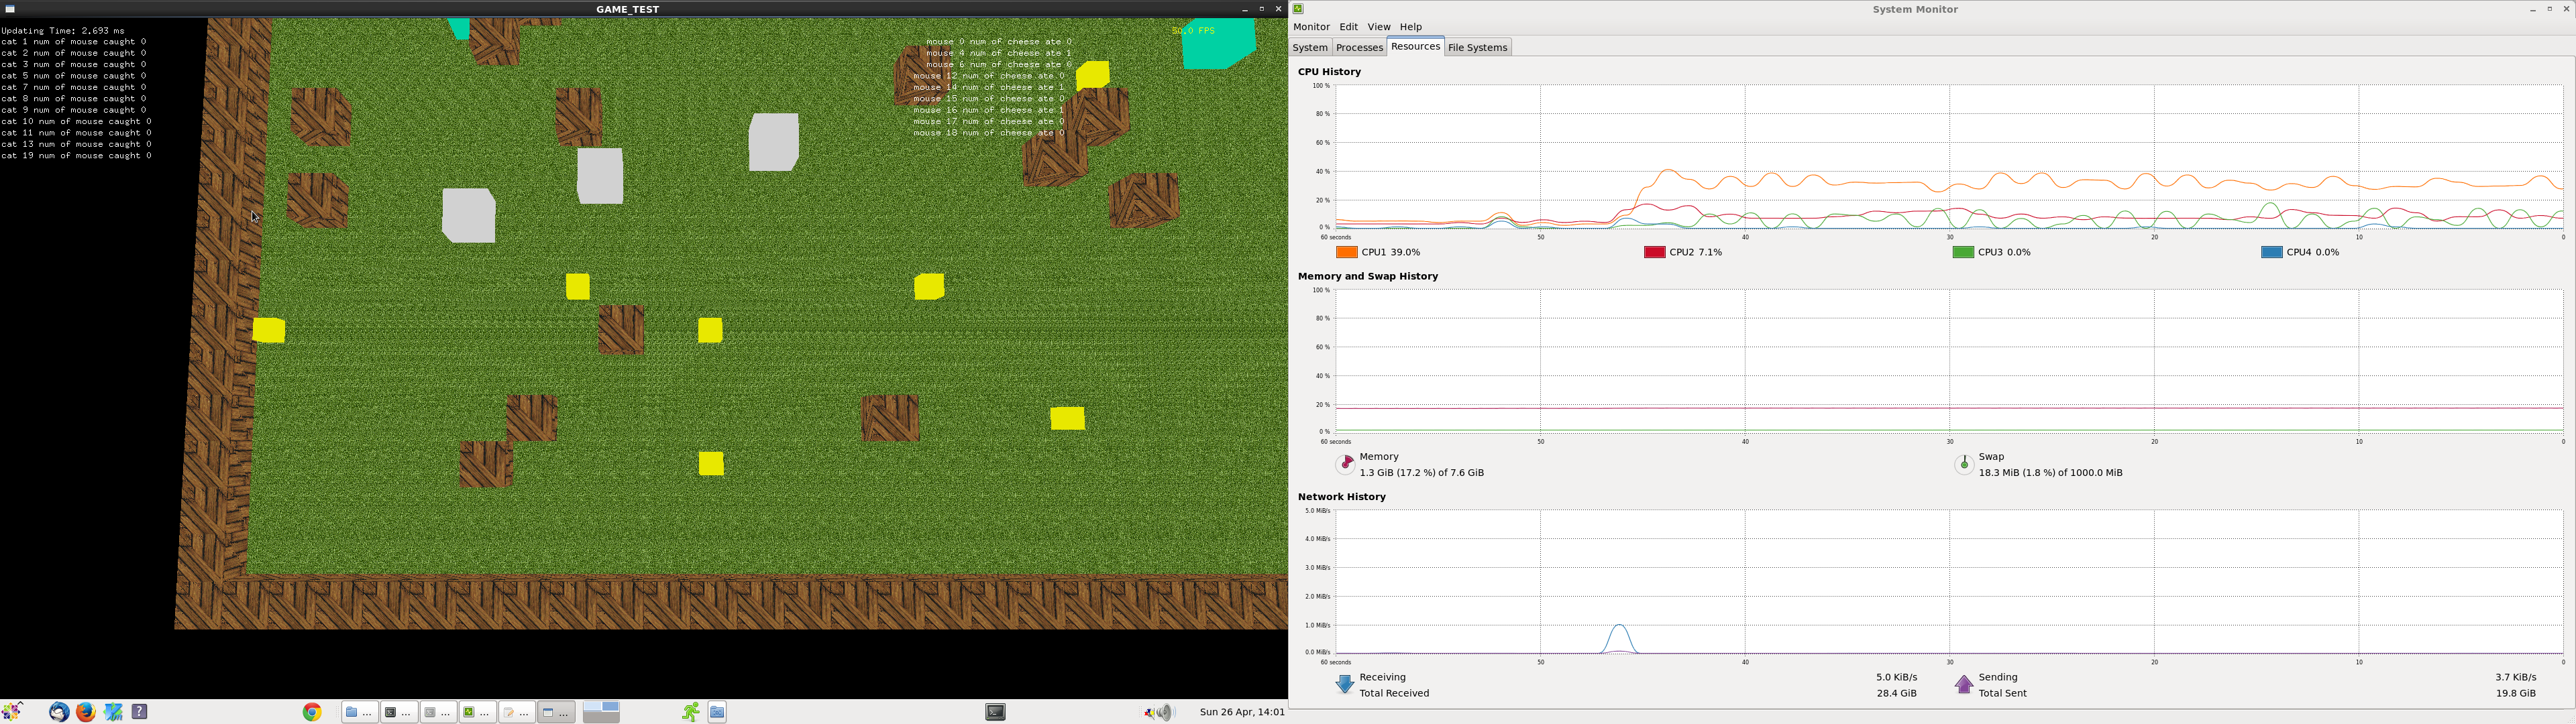 GAME_TEST
Updating Time: 2.693 ms
cat 1 num of mouse caught 0
cat 2 num of mouse caught 0
cat 3 num of mouse caught 0
cat 5 num of mouse caught 0
cat 7 num of mouse caught 0
cat 8 num of mouse caught 0
cat 9 num of mouse caught 0
cat 10 num of mouse caught 0
cat 11 num of mouse caught 0
cat 13 num of mouse caught 0
cat 19 num of mouse caught 0
50.0 FPS
mouse 0 num of cheese ate 0
mouse 4 num of cheese ate 1
mouse 6 num of cheese ate 0
mouse 12 num of cheese ate 0
mouse 14 num of cheese ate 1
mouse 15 num of cheese ate 0
mouse 16 num of cheese ate 1
mouse 17 num of cheese ate 0
mouse 18 num of cheese ate 0
System Monitor
Monitor Edit View Help
System Processes Resources File Systems
CPU History
100 %
80 %
60 %
40 %
20 %
0 %
60 seconds 50 40 30 20 10 0
CPU1 39.0% CPU2 7.1% CPU3 0.0% CPU4 0.0%
Memory and Swap History
100 %
80 %
60 %
40 %
20 %
0 %
60 seconds 50 40 30 20 10 0
Memory Swap
1.3 GiB (17.2 %) of 7.6 GiB 18.3 MiB (1.8 %) of 1000.0 MiB
Network History
5.0 MiB/s
4.0 MiB/s
3.0 MiB/s
2.0 MiB/s
1.0 MiB/s
0.0 MiB/s
60 seconds 50 40 30 20 10 0
Receiving 5.0 KiB/s Sending 3.7 KiB/s
Total Received 28.4 GiB Total Sent 19.8 GiB
... ... ... ... ... ...
Sun 26 Apr, 14:01